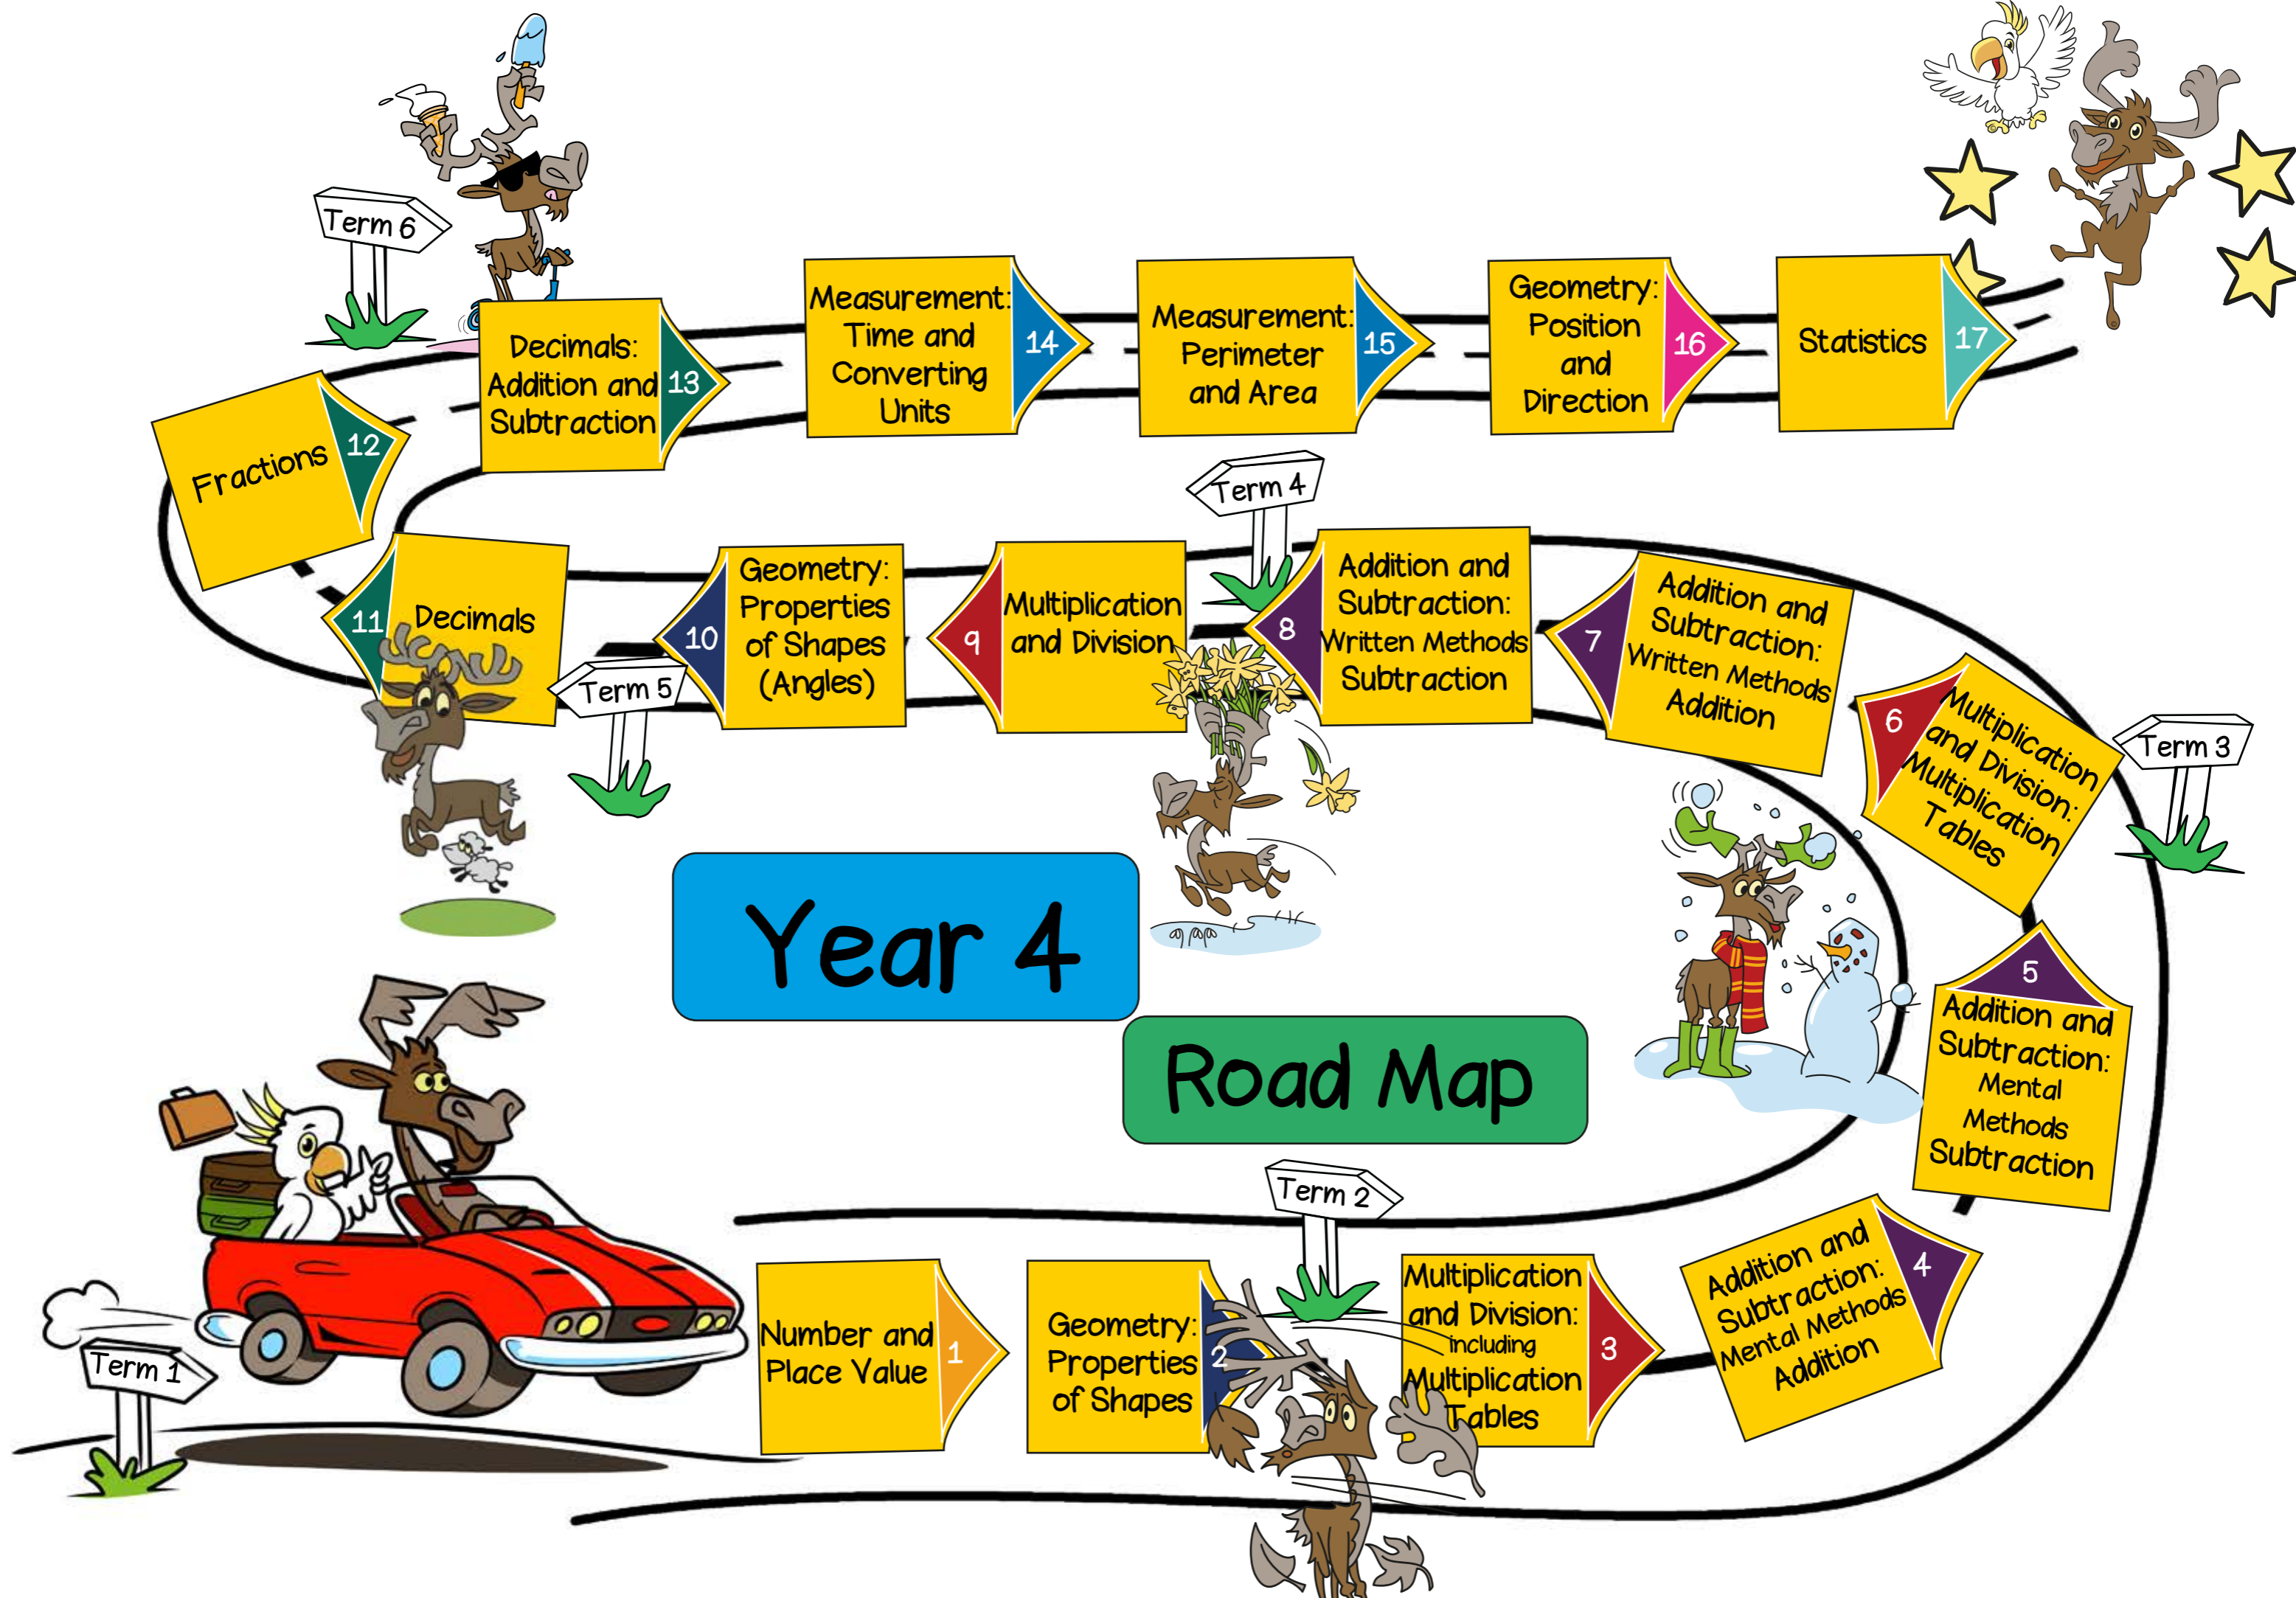 Term 1
Number and
Place Value
1
Geometry:
Properties
of Shapes
2
Term 2
Multiplication
and Division:
including
Multiplication
Tables
3
Addition and
Subtraction:
Mental Methods
Addition
4
5
Addition and
Subtraction:
Mental
Methods
Subtraction
Term 3
6
Multiplication
and Division:
Multiplication
Tables
7
Addition and
Subtraction:
Written Methods
Addition
8
Addition and
Subtraction:
Written Methods
Subtraction
Term 4
9
Multiplication
and Division
10
Geometry:
Properties
of Shapes
(Angles)
Term 5
11
Decimals
Fractions
12
Term 6
Decimals:
Addition and
Subtraction
13
Measurement:
Time and
Converting
Units
14
Measurement:
Perimeter
and Area
15
Geometry:
Position
and
Direction
16
Statistics
17
Year 4
Road Map